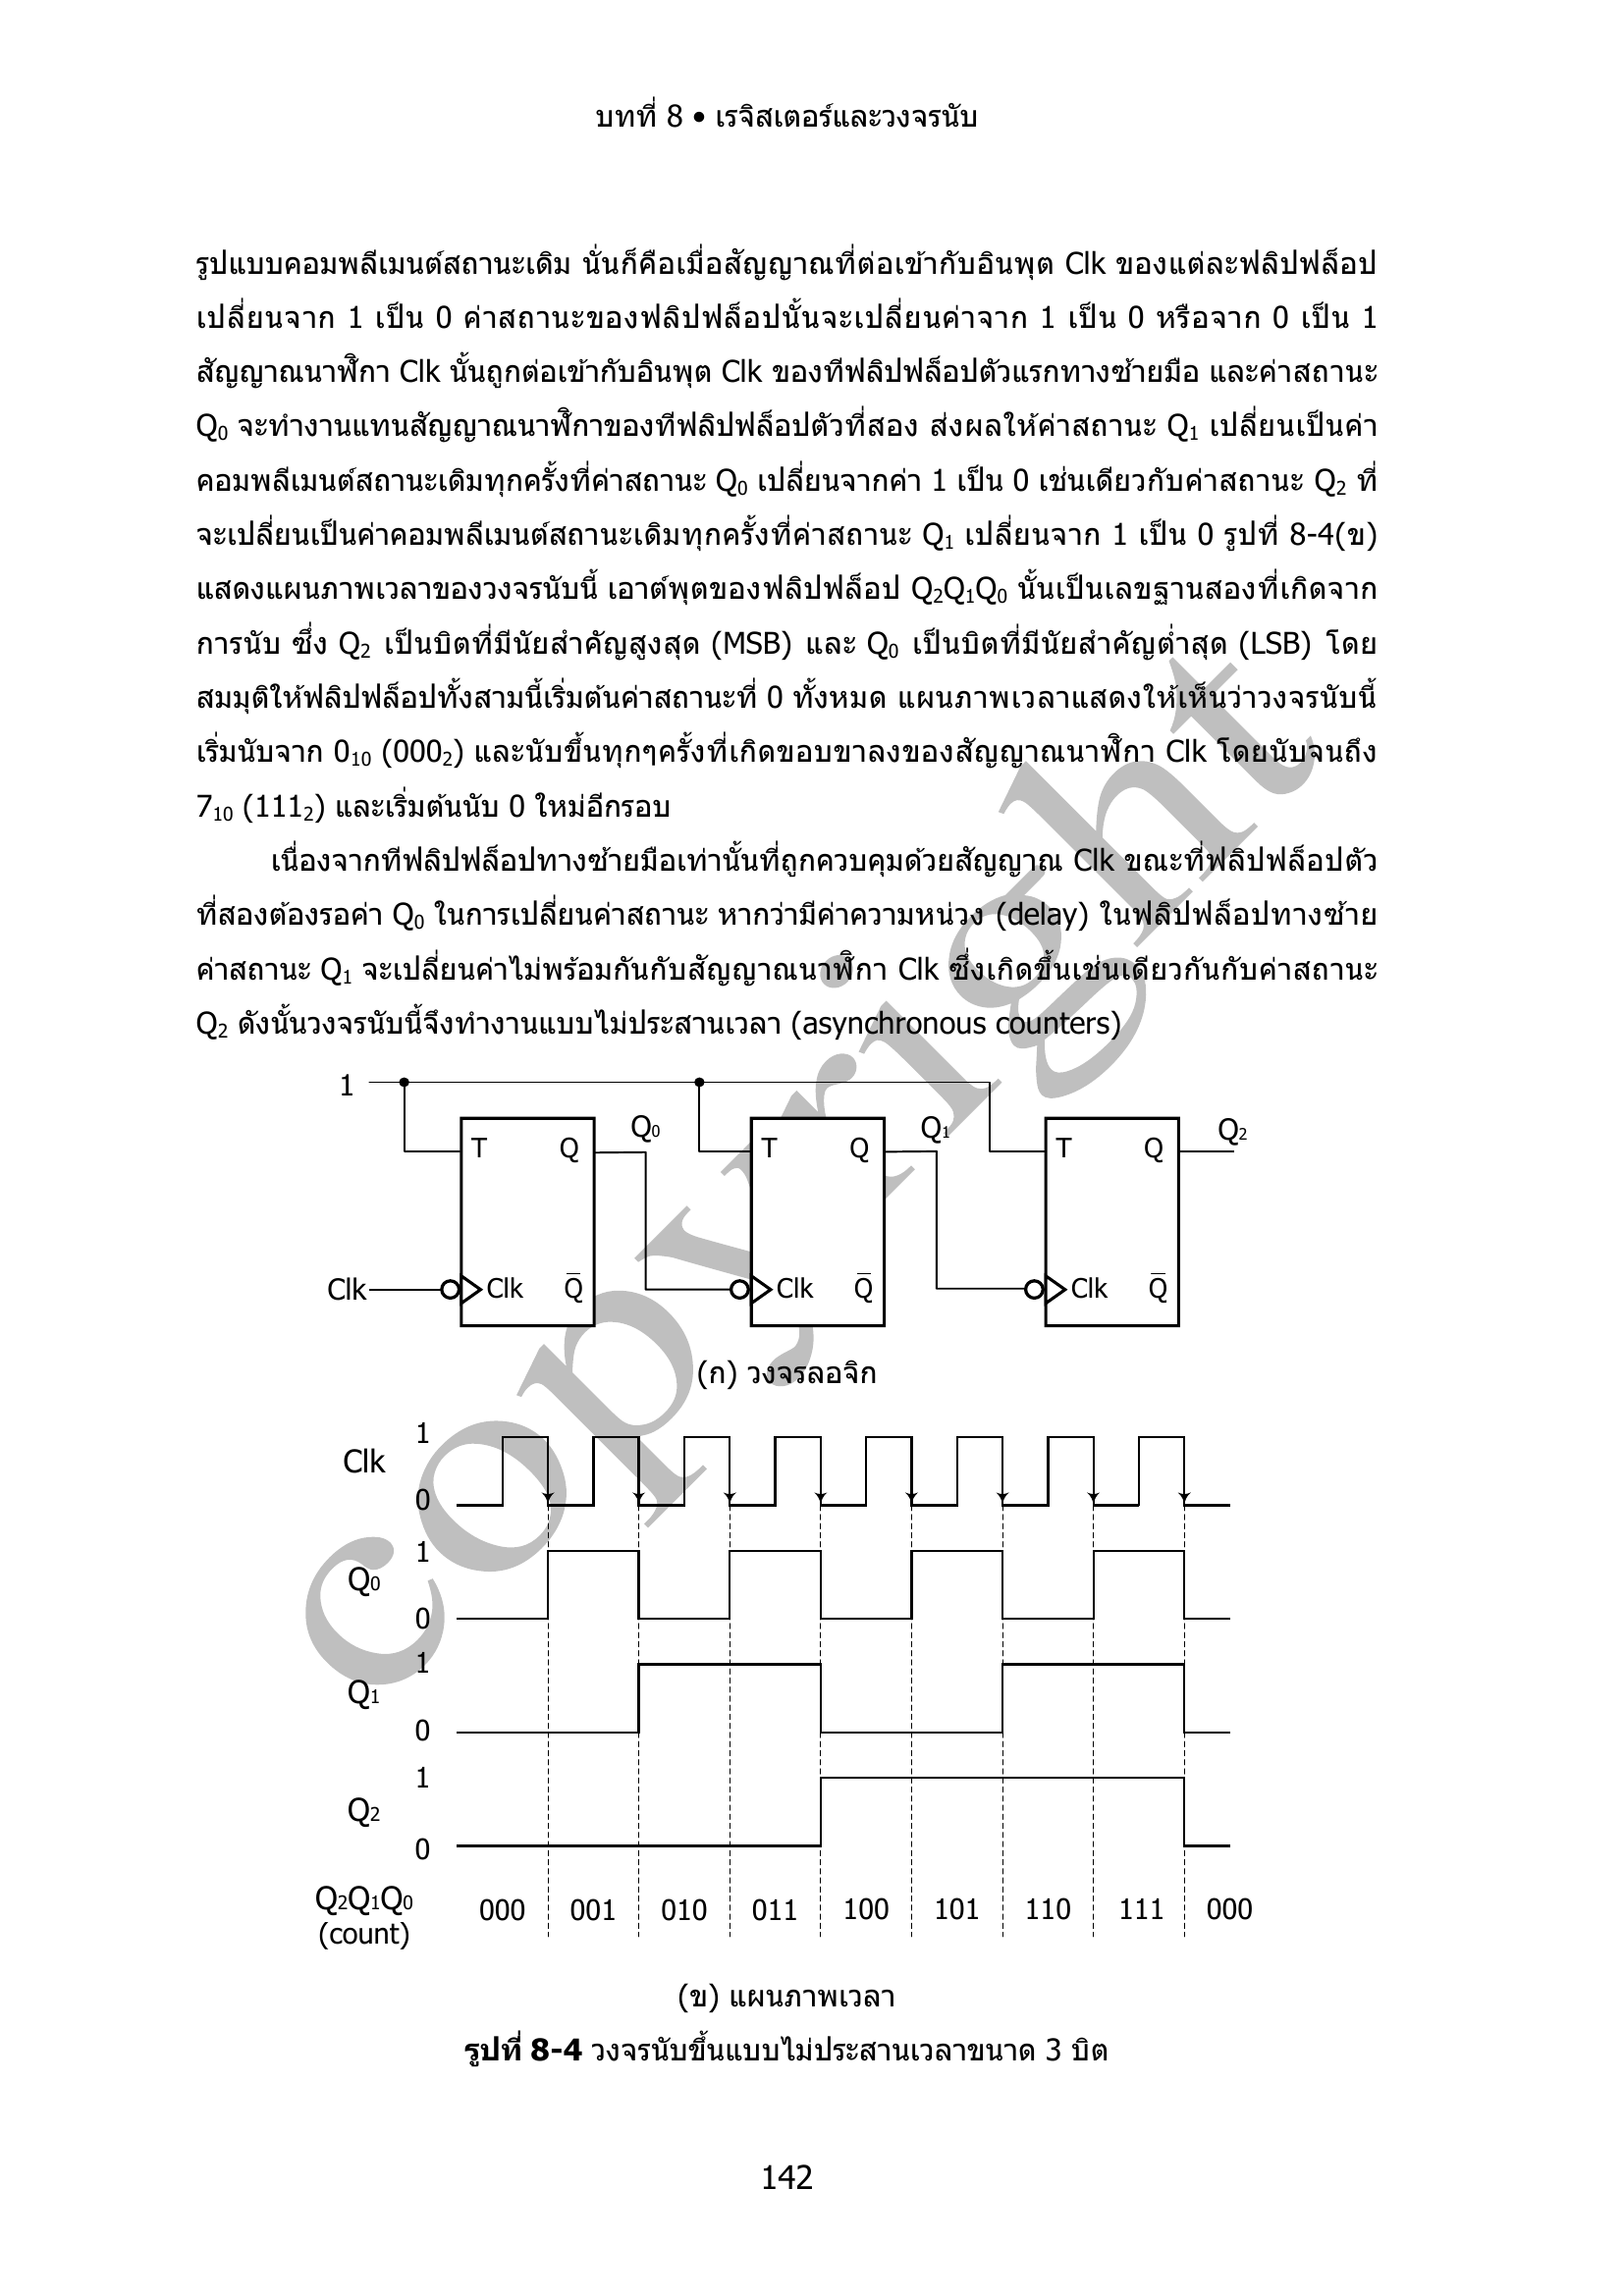 บทที่ 8 • เรจิสเตอร์และวงจรนับ
รูปแบบคอมพลีเมนต์สถานะเดิม นั่นก็คือเมื่อสัญญาณที่ต่อเข้ากับอินพุต Clk ของแต่ละฟลิปฟล็อป
เปลี่ยนจาก 1 เป็น 0 ค่าสถานะของฟลิปฟล็อปนั้นจะเปลี่ยนค่าจาก 1 เป็น 0 หรือจาก 0 เป็น 1
สัญญาณนาฬิกา Clk นั้นถูกต่อเข้ากับอินพุต Clk ของทีฟลิปฟล็อปตัวแรกทางซ้ายมือ และค่าสถานะ
Q₀ จะทำงานแทนสัญญาณนาฬิกาของทีฟลิปฟล็อปตัวที่สอง ส่งผลให้ค่าสถานะ Q₁ เปลี่ยนเป็นค่า
คอมพลีเมนต์สถานะเดิมทุกครั้งที่ค่าสถานะ Q₀ เปลี่ยนจากค่า 1 เป็น 0 เช่นเดียวกับค่าสถานะ Q₂ ที่
จะเปลี่ยนเป็นค่าคอมพลีเมนต์สถานะเดิมทุกครั้งที่ค่าสถานะ Q₁ เปลี่ยนจาก 1 เป็น 0 รูปที่ 8-4(ข)
แสดงแผนภาพเวลาของวงจรนับนี้ เอาต์พุตของฟลิปฟล็อป Q₂Q₁Q₀ นั้นเป็นเลขฐานสองที่เกิดจาก
การนับ ซึ่ง Q₂ เป็นบิตที่มีนัยสำคัญสูงสุด (MSB) และ Q₀ เป็นบิตที่มีนัยสำคัญต่ำสุด (LSB) โดย
สมมุติให้ฟลิปฟล็อปทั้งสามนี้เริ่มต้นค่าสถานะที่ 0 ทั้งหมด แผนภาพเวลาแสดงให้เห็นว่าวงจรนับนี้
เริ่มนับจาก 0₁₀ (000₂) และนับขึ้นทุกๆครั้งที่เกิดขอบขาลงของสัญญาณนาฬิกา Clk โดยนับจนถึง
7₁₀ (111₂) และเริ่มต้นนับ 0 ใหม่อีกรอบ
เนื่องจากทีฟลิปฟล็อปทางซ้ายมือเท่านั้นที่ถูกควบคุมด้วยสัญญาณ Clk ขณะที่ฟลิปฟล็อปตัว
ที่สองต้องรอค่า Q₀ ในการเปลี่ยนค่าสถานะ หากว่ามีค่าความหน่วง (delay) ในฟลิปฟล็อปทางซ้าย
ค่าสถานะ Q₁ จะเปลี่ยนค่าไม่พร้อมกันกับสัญญาณนาฬิกา Clk ซึ่งเกิดขึ้นเช่นเดียวกันกับค่าสถานะ
Q₂ ดังนั้นวงจรนับนี้จึงทำงานแบบไม่ประสานเวลา (asynchronous counters)
1
Q₀ Q₁ Q₂
T Q T Q T Q
Clk Clk Q̅ Clk Q̅ Clk Q̅
(ก) วงจรลอจิก
1
Clk
0
1
Q₀
0
1
Q₁
0
1
Q₂
0
Q₂Q₁Q₀ 000 001 010 011 100 101 110 111 000
(count)
(ข) แผนภาพเวลา
รูปที่ 8-4 วงจรนับขึ้นแบบไม่ประสานเวลาขนาด 3 บิต
142
copyright